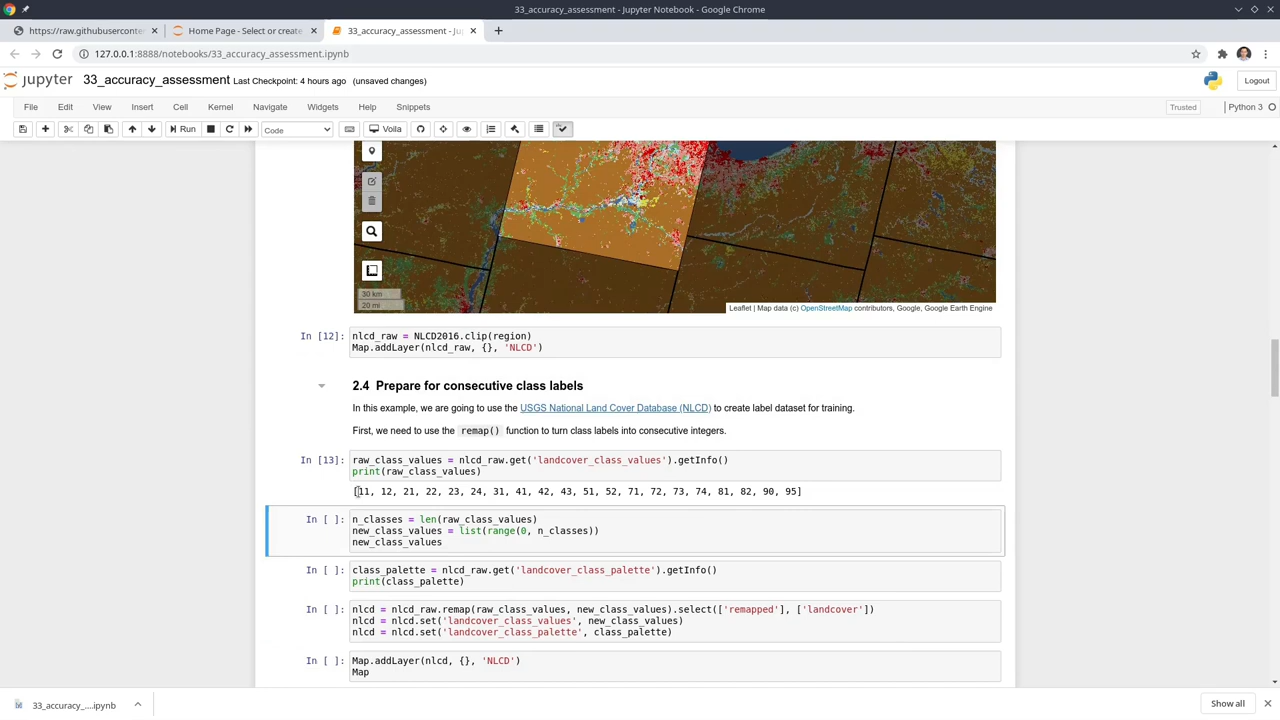 33_accuracy_assessment - Jupyter Notebook - Google Chrome
https://raw.githubuserconte
Home Page - Select or create
33_accuracy_assessment - Ju
127.0.0.1:8888/notebooks/33_accuracy_assessment.ipynb
jupyter 33_accuracy_assessment Last Checkpoint: 4 hours ago (unsaved changes)
Logout
File Edit View Insert Cell Kernel Navigate Widgets Help Snippets
Trusted
Python 3
Run
Code
Voila
30 km
20 mi
Leaflet | Map data (c) OpenStreetMap contributors, Google, Google Earth Engine
In [12]: nlcd_raw = NLCD2016.clip(region)
Map.addLayer(nlcd_raw, {}, 'NLCD')
2.4 Prepare for consecutive class labels
In this example, we are going to use the USGS National Land Cover Database (NLCD) to create label dataset for training.
First, we need to use the remap() function to turn class labels into consecutive integers.
In [13]: raw_class_values = nlcd_raw.get('landcover_class_values').getInfo()
print(raw_class_values)
[11, 12, 21, 22, 23, 24, 31, 41, 42, 43, 51, 52, 71, 72, 73, 74, 81, 82, 90, 95]
In [ ]: n_classes = len(raw_class_values)
new_class_values = list(range(0, n_classes))
new_class_values
In [ ]: class_palette = nlcd_raw.get('landcover_class_palette').getInfo()
print(class_palette)
In [ ]: nlcd = nlcd_raw.remap(raw_class_values, new_class_values).select(['remapped'], ['landcover'])
nlcd = nlcd.set('landcover_class_values', new_class_values)
nlcd = nlcd.set('landcover_class_palette', class_palette)
In [ ]: Map.addLayer(nlcd, {}, 'NLCD')
Map
33_accuracy_....ipynb
Show all